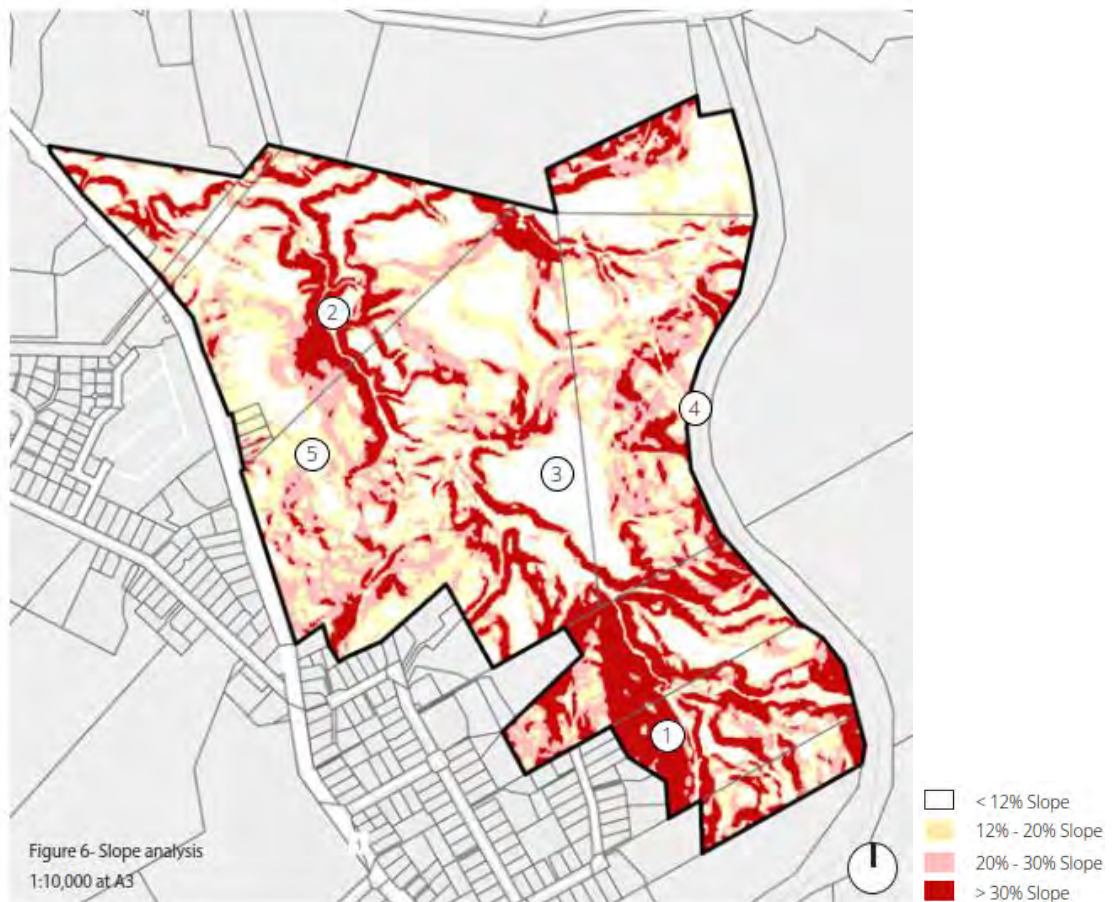 2
4
5
3
1
Figure 6- Slope analysis
1:10,000 at A3
< 12% Slope
12% - 20% Slope
20% - 30% Slope
> 30% Slope